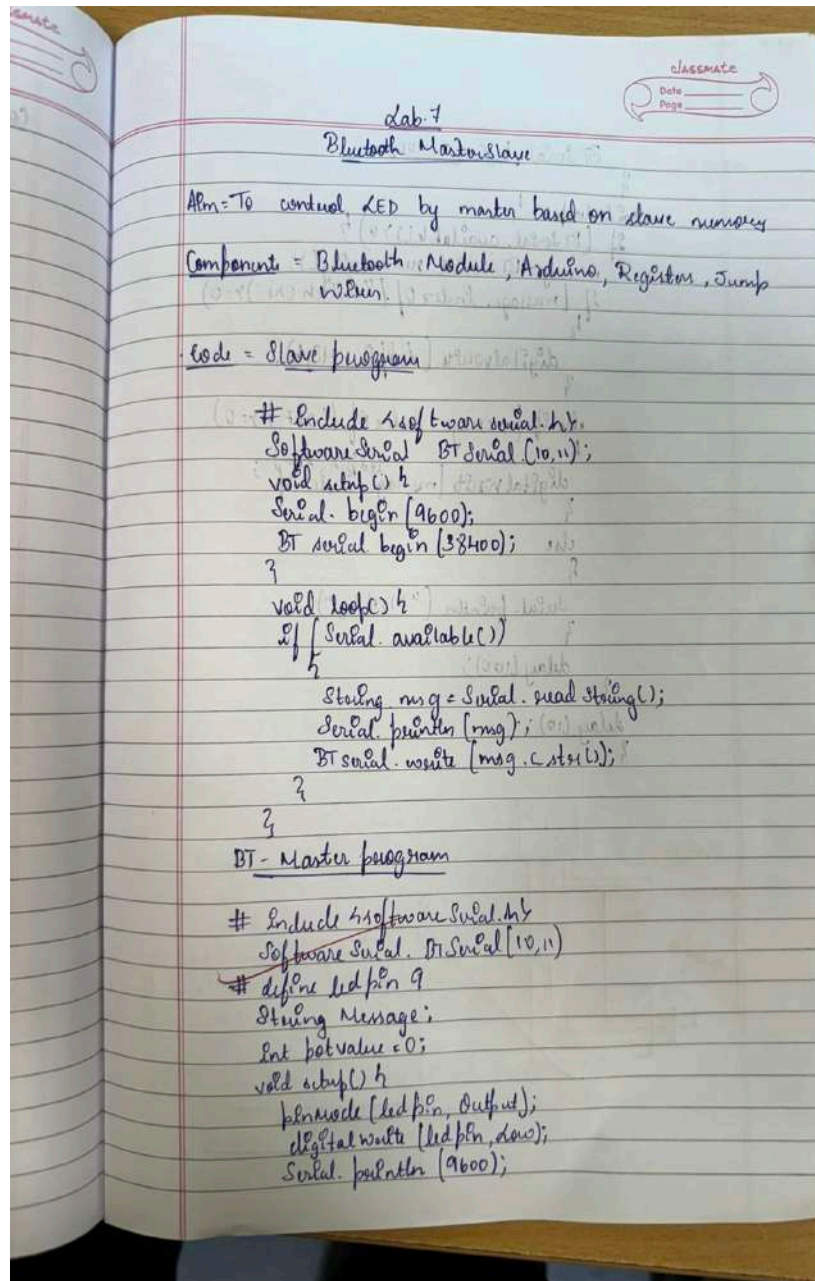 classmate
Date
Page
Lab-7
Bluetooth Master Slave
Aim = To control LED by master based on slave memory
Components = Bluetooth Module, Arduino, Registers, Jump
wires.
Code = Slave program
# include <software serial.h>
Software Serial BT Serial (10,11);
void setup() {
Serial. begin (9600);
BT serial begin (38400);
}
void loop() {
if (Serial. available())
{
String msg = Serial. read string();
Serial. println (msg);
BT serial. write (msg. c str());
}
}
BT - Master program
# include <software Serial.h>
Software Serial. BT Serial (10,11)
# define led pin 9
String Message;
int potvalue = 0;
void setup() {
pinmode (led pin, Output);
digital write (led pin, Low);
Serial. println (9600);